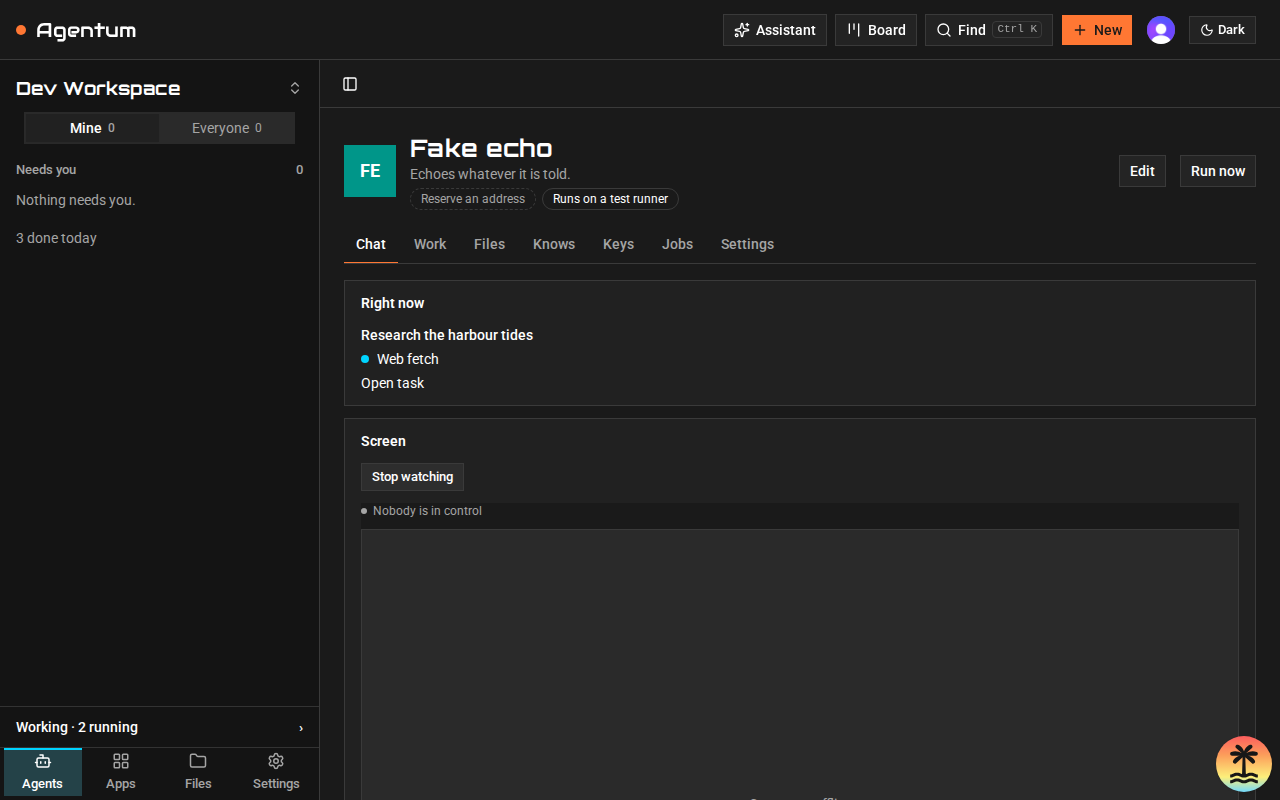 Agentum
Assistant
Board
Find Ctrl K
New
Dark
Dev Workspace
Mine 0
Everyone 0
Needs you 0
Nothing needs you.
3 done today
Working · 2 running ›
Agents
Apps
Files
Settings
FE
Fake echo
Echoes whatever it is told.
Reserve an address
Runs on a test runner
Edit
Run now
Chat
Work
Files
Knows
Keys
Jobs
Settings
Right now
Research the harbour tides
Web fetch
Open task
Screen
Stop watching
Nobody is in control